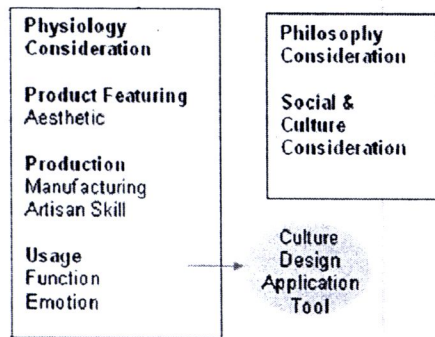 Physiology
Consideration
Product Featuring
Aesthetic
Production
Manufacturing
Artisan Skill
Usage
Function
Emotion
Philosophy
Consideration
Social &
Culture
Consideration
Culture
Design
Application
Tool